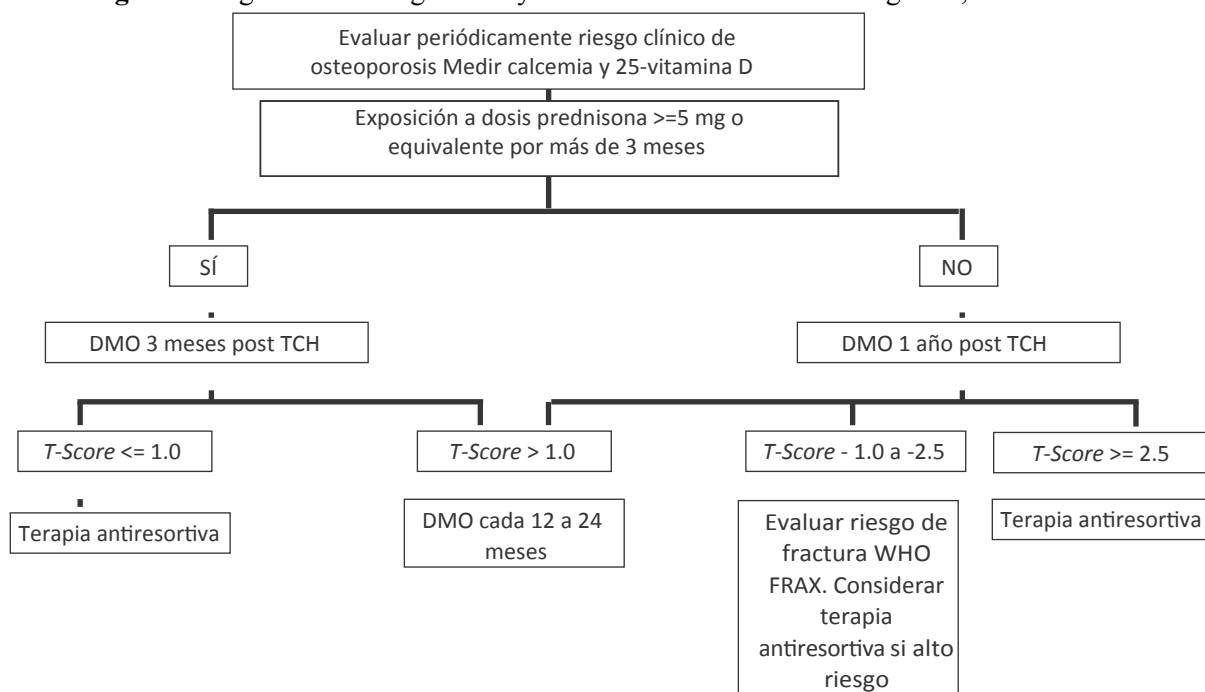 Evaluar periódicamente riesgo clínico de
osteoporosis Medir calcemia y 25-vitamina D
Exposición a dosis prednisona >=5 mg o
equivalente por más de 3 meses
SÍ
NO
DMO 3 meses post TCH
DMO 1 año post TCH
T-Score <= 1.0
T-Score > 1.0
T-Score - 1.0 a -2.5
T-Score >= 2.5
Terapia antiresortiva
DMO cada 12 a 24
meses
Evaluar riesgo de
fractura WHO
FRAX. Considerar
terapia
antiresortiva si alto
riesgo
Terapia antiresortiva